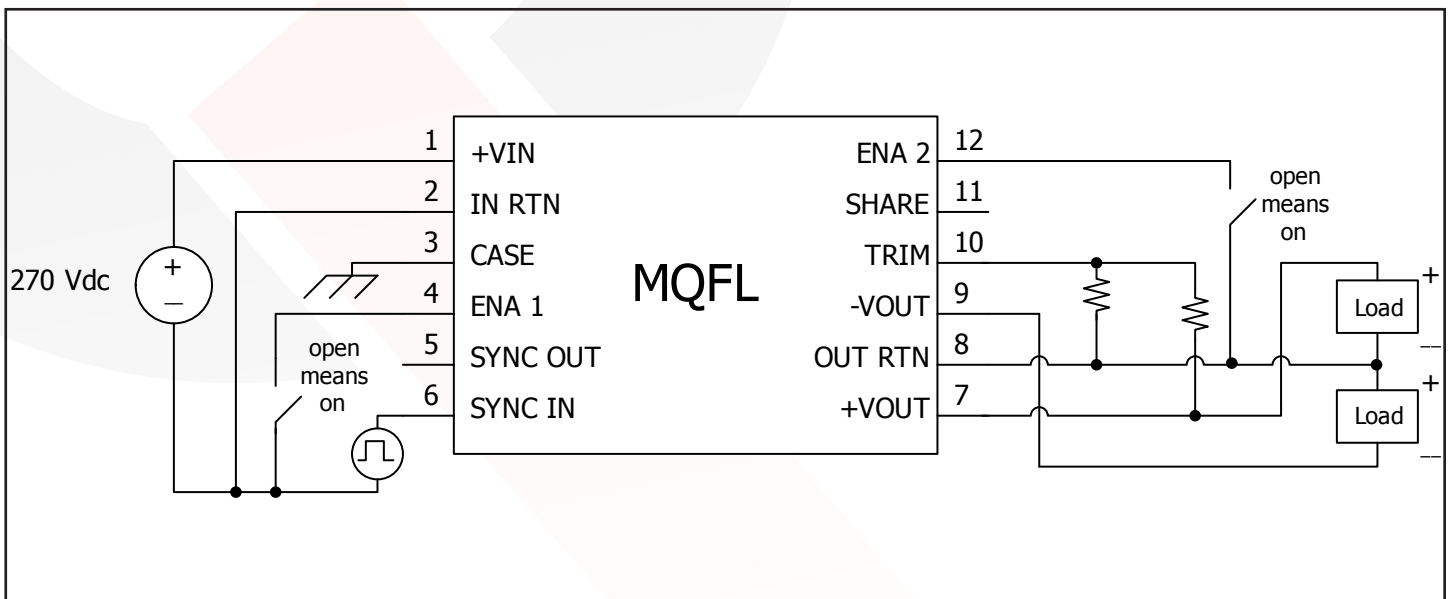 1
+VIN
2
IN RTN
3
CASE
4
ENA 1
5
SYNC OUT
6
SYNC IN
MQFL
ENA 2
12
SHARE
11
TRIM
10
-VOUT
9
OUT RTN
8
+VOUT
7
270 Vdc
+
—
open
means
on
open
means
on
+
Load
—
+
Load
—